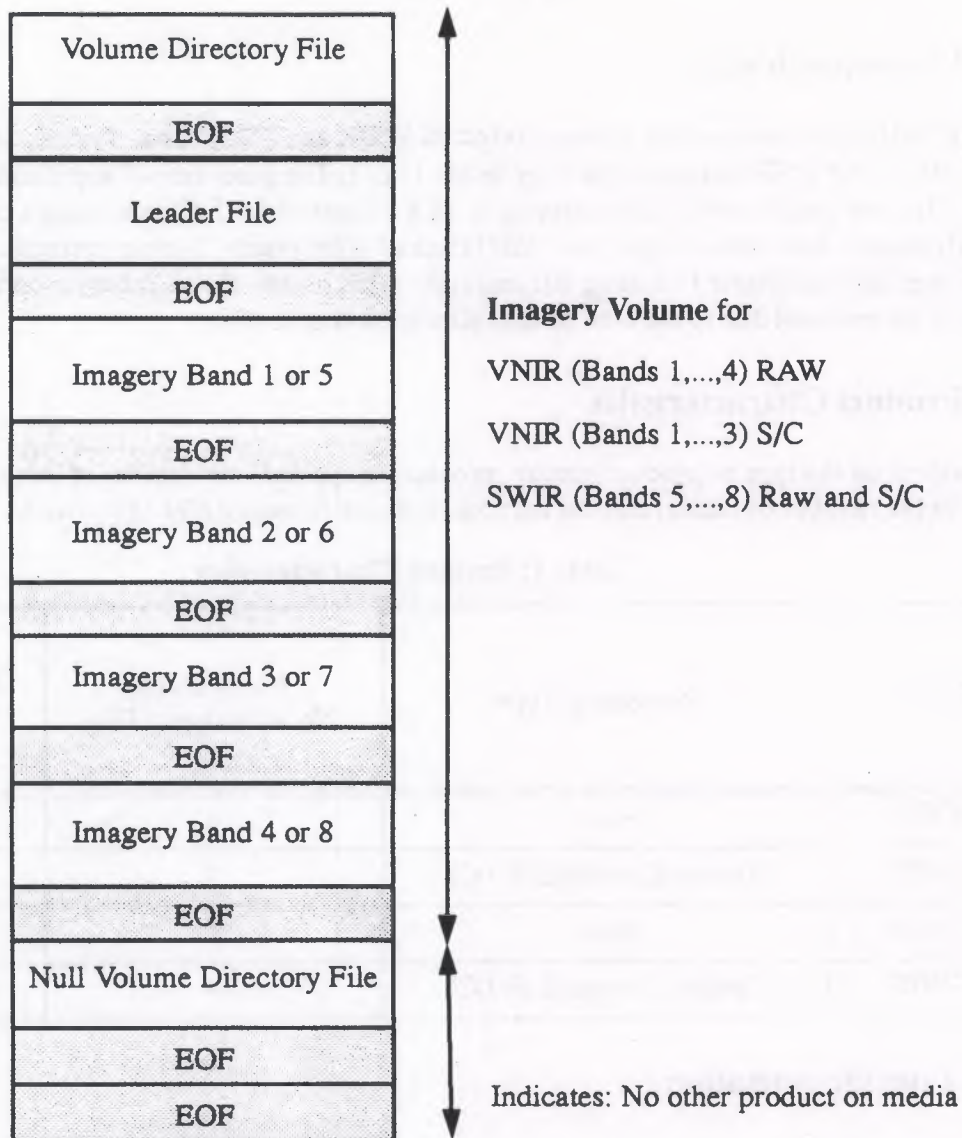 Volume Directory File
EOF
Leader File
EOF
Imagery Band 1 or 5
EOF
Imagery Band 2 or 6
EOF
Imagery Band 3 or 7
EOF
Imagery Band 4 or 8
EOF
Null Volume Directory File
EOF
EOF
Imagery Volume for
VNIR (Bands 1,...,4) RAW
VNIR (Bands 1,...,3) S/C
SWIR (Bands 5,...,8) Raw and S/C
Indicates: No other product on media